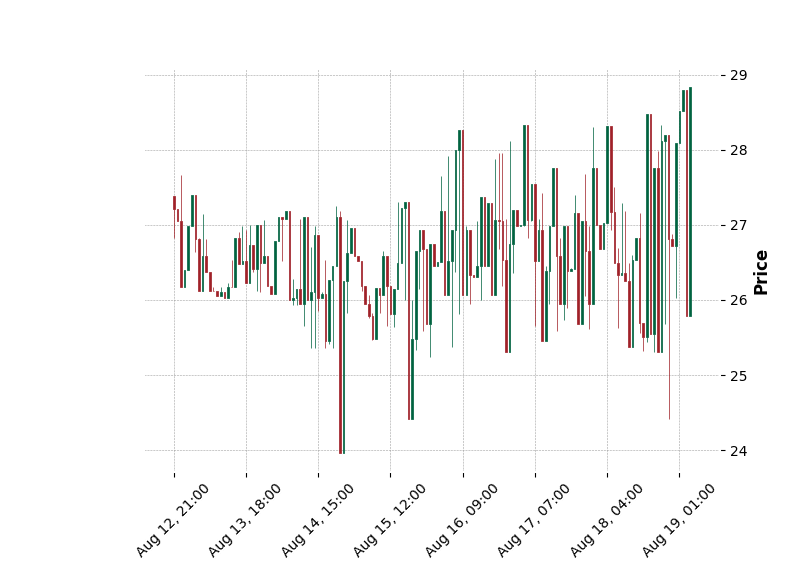 29
28
27
26
25
24
Price
Aug 12, 21:00
Aug 13, 18:00
Aug 14, 15:00
Aug 15, 12:00
Aug 16, 09:00
Aug 17, 07:00
Aug 18, 04:00
Aug 19, 01:00